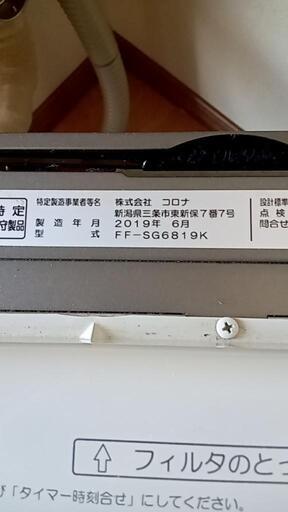 特定
守製品
特定製造事業者等名 株式会社 コロナ
新潟県三条市東新保7番7号
製造年月 2019年 6月
型式 FF-SG6819K
設計標準
点検
問合せ
フィルタのとっ
「タイマー時刻合せ」にしてください。